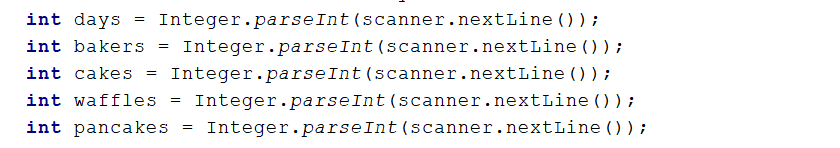 int days = Integer.parseInt(scanner.nextLine());
int bakers = Integer.parseInt(scanner.nextLine());
int cakes = Integer.parseInt(scanner.nextLine());
int waffles = Integer.parseInt(scanner.nextLine());
int pancakes = Integer.parseInt(scanner.nextLine());